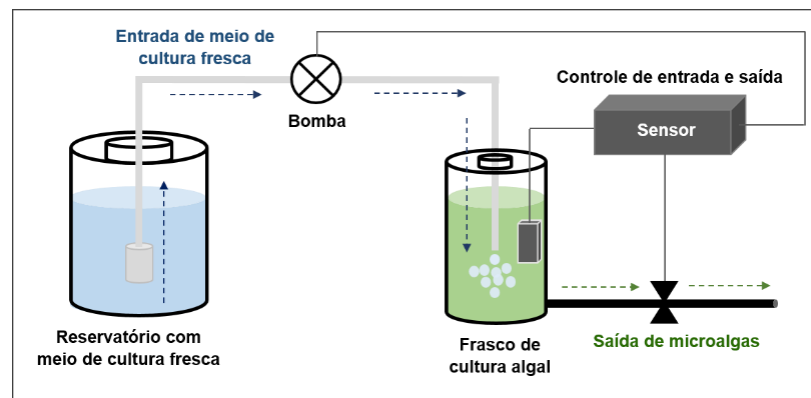 Entrada de meio de
cultura fresca
Bomba
Controle de entrada e saída
Sensor
Reservatório com
meio de cultura fresca
Frasco de
cultura algal
Saída de microalgas